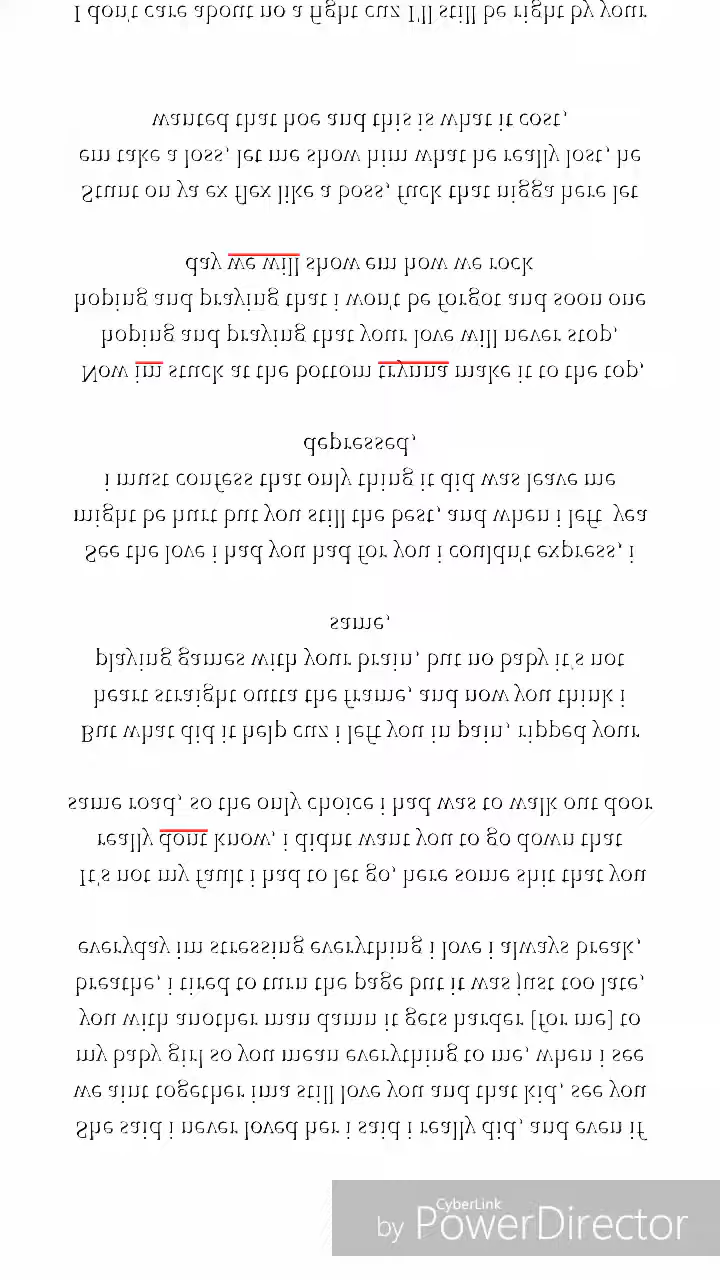 She said i never loved her i said i really did, and even if
we aint together ima still love you and that kid, see you
my baby girl so you mean everything to me, when i see
you with another man damn it gets harder [for me] to
breathe, i tired to turn the page but it was just too late,
everyday im stressing everything i love i always break,
It's not my fault i had to let go, here some shit that you
really dont know, i didnt want you to go down that
same road, so the only choice i had was to walk out door
But what did it help cuz i left you in pain, ripped your
heart straight outta the frame, and now you think i
playing games with your brain, but no baby it's not
same,
See the love i had you had for you i couldn't express, i
might be hurt but you still the best, and when i left yea
i must confess that only thing it did was leave me
depressed,
Now im stuck at the bottom trynna make it to the top,
hoping and praying that your love will never stop,
hoping and praying that i won't be forgot and soon one
day we will show em how we rock
Stunt on ya ex flex like a boss, fuck that nigga here let
em take a loss, let me show him what he really lost, he
wanted that hoe and this is what it cost,
I don't care about no a fight cuz I'll still be right by your
CyberLink
by PowerDirector